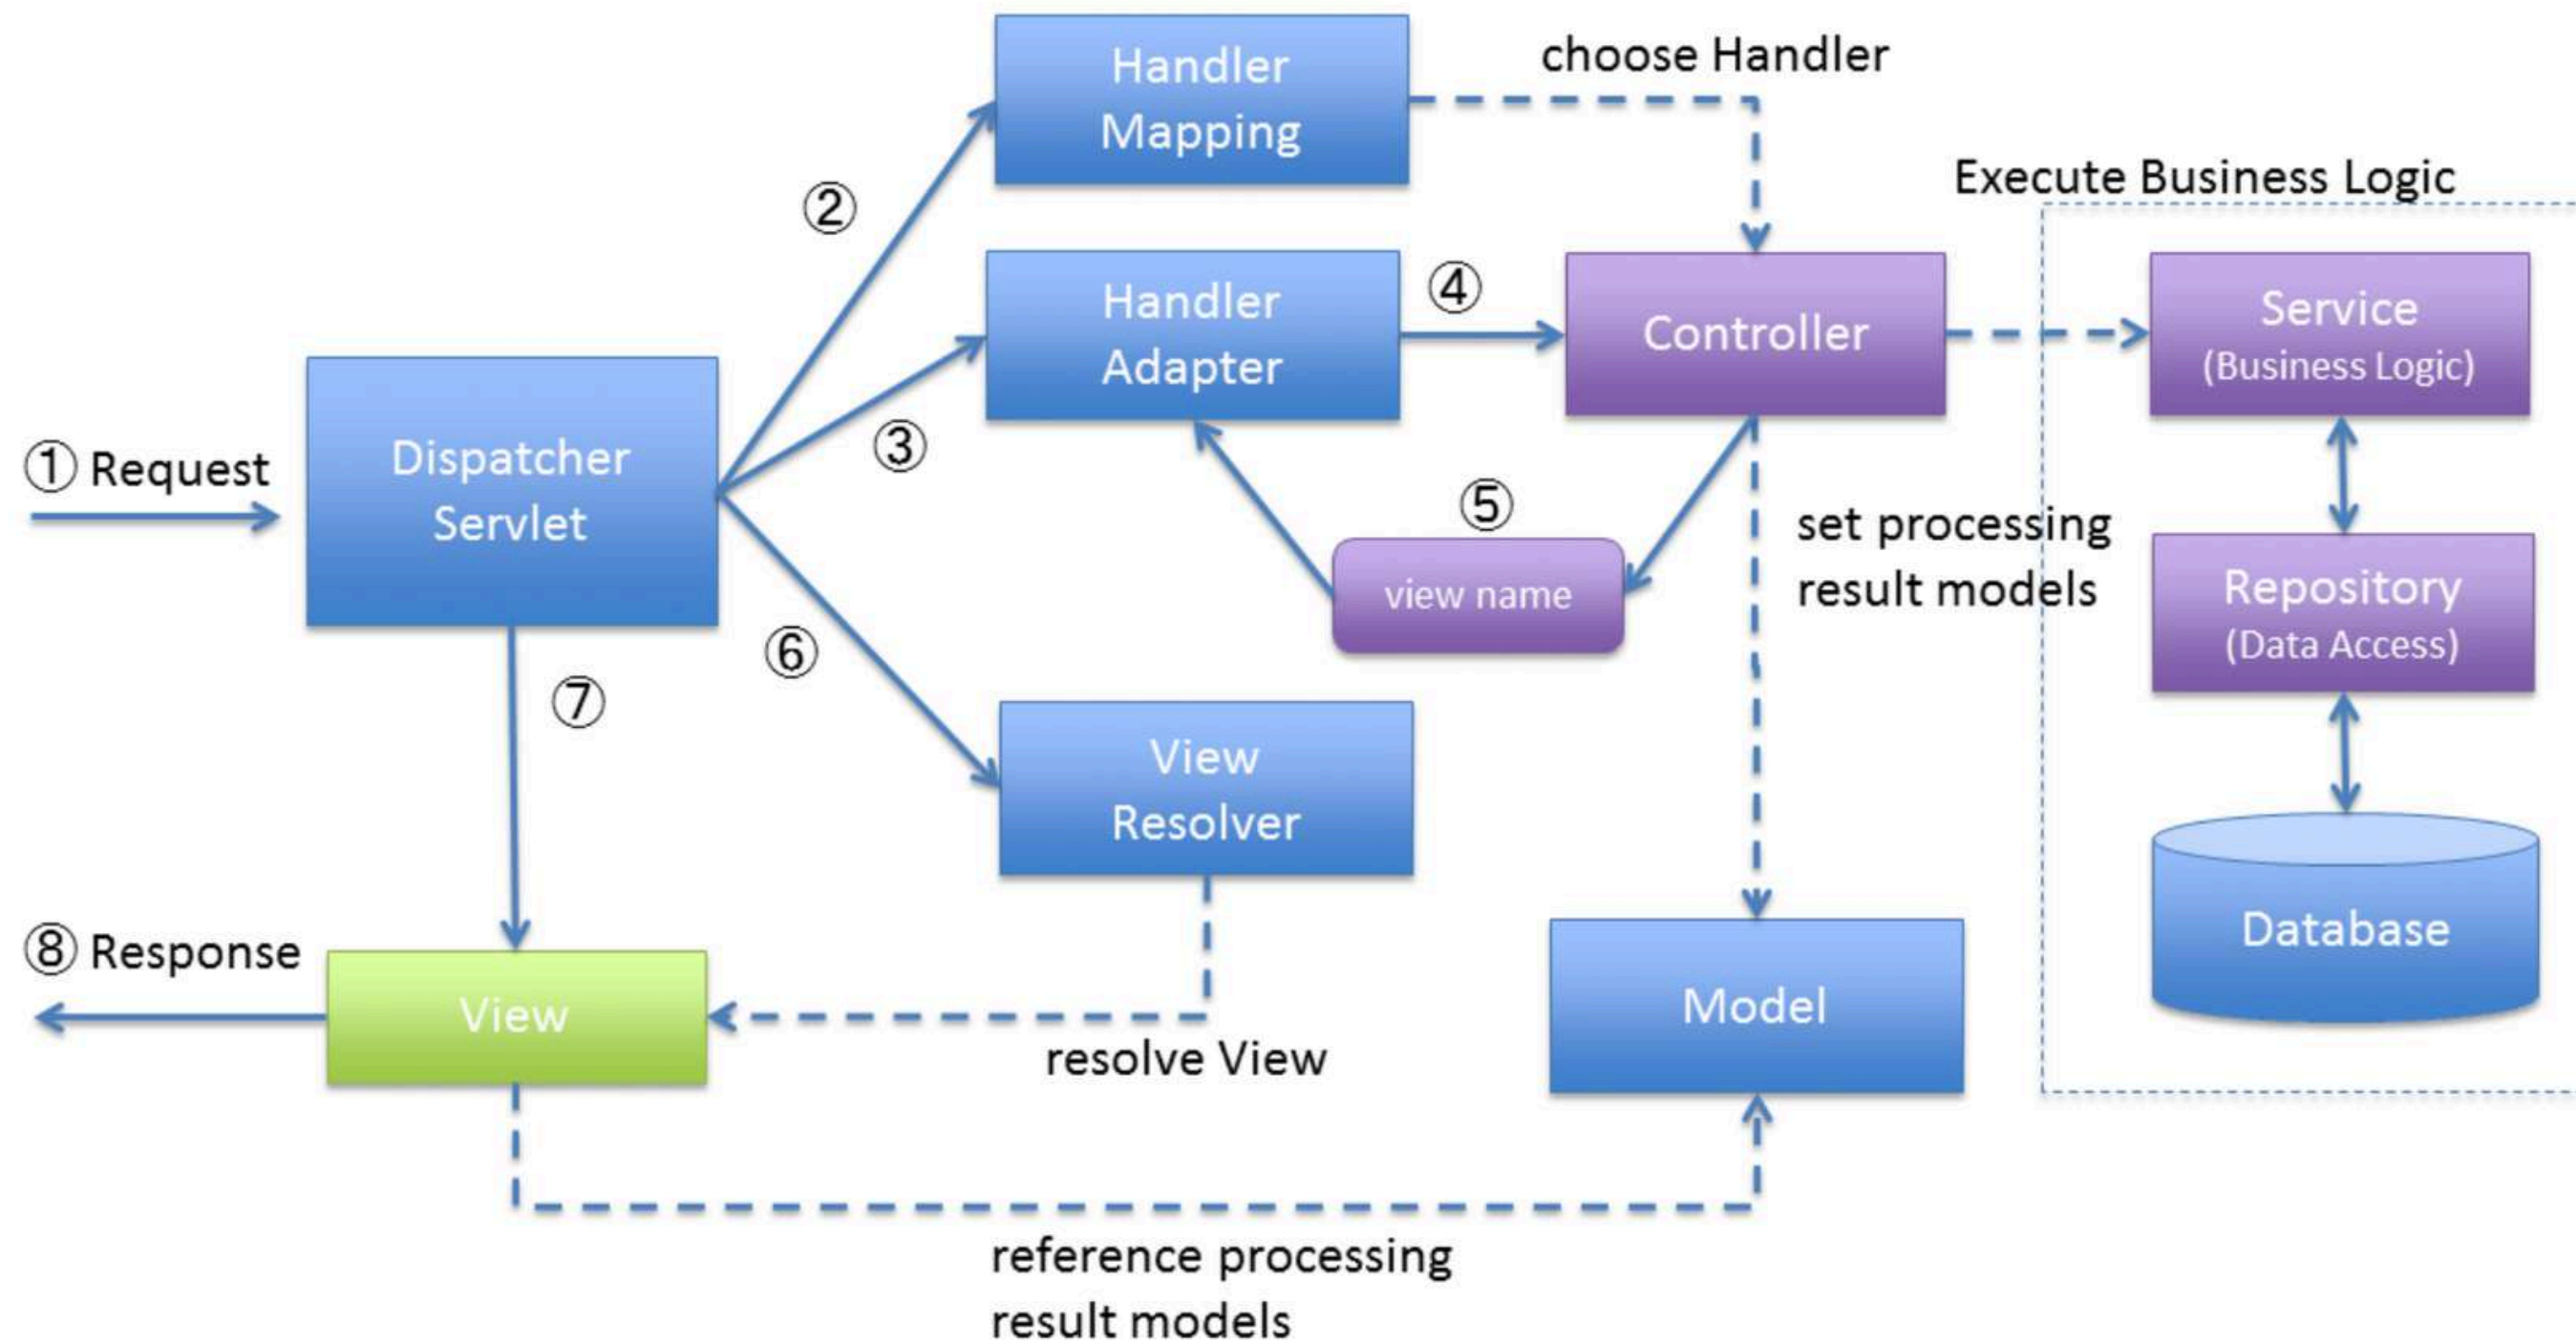 Handler
Mapping
choose Handler
②
Execute Business Logic
Handler
Adapter
④
Controller
Service
(Business Logic)
① Request
Dispatcher
Servlet
③
⑤
view name
set processing
result models
Repository
(Data Access)
⑥
⑦
View
Resolver
⑧ Response
View
resolve View
Model
Database
reference processing
result models